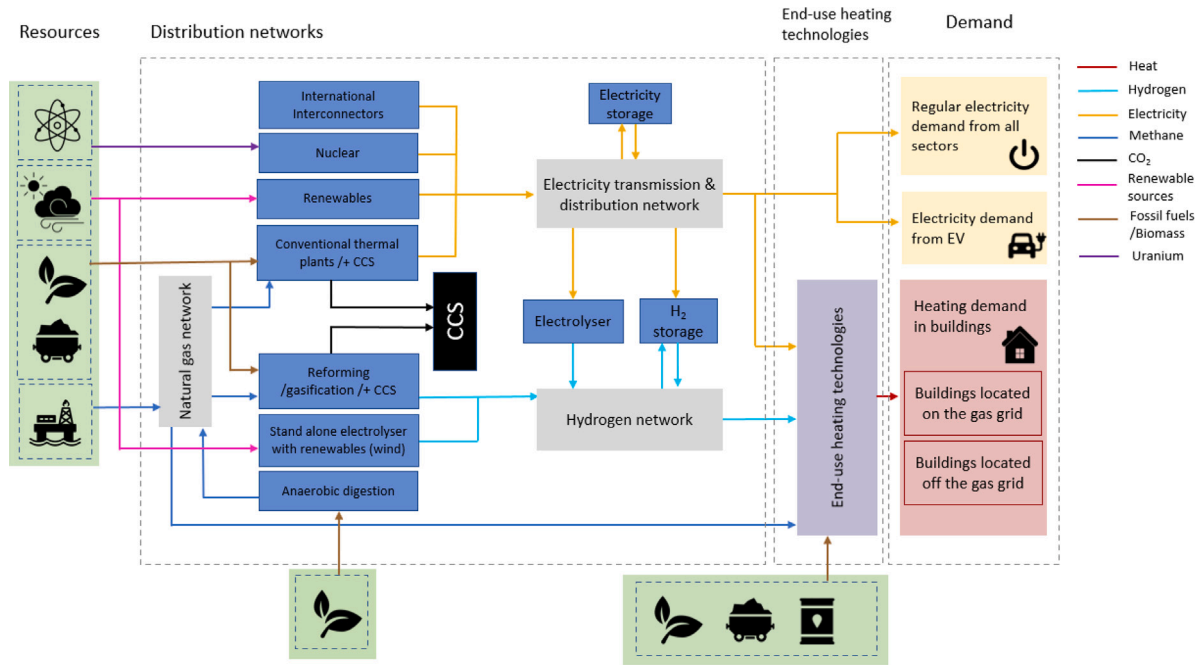 Resources
Distribution networks
End-use heating
technologies
Demand
International
Interconnectors
Nuclear
Renewables
Conventional thermal
plants /+ CCS
Natural gas network
CCS
Reforming
/gasification /+ CCS
Stand alone electrolyser
with renewables (wind)
Anaerobic digestion
Electricity
storage
Electricity transmission &
distribution network
Electrolyser
H₂
storage
Hydrogen network
End-use heating technologies
Regular electricity
demand from all
sectors
Electricity demand
from EV
Heating demand
in buildings
Buildings located
on the gas grid
Buildings located
off the gas grid
Heat
Hydrogen
Electricity
Methane
CO₂
Renewable
sources
Fossil fuels
/Biomass
Uranium